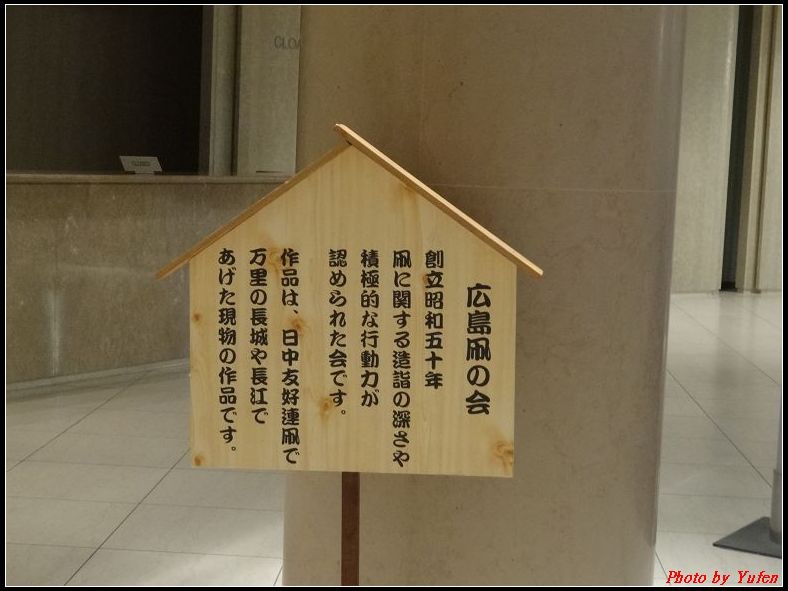 広島凧の会
創立昭和五十年
凧に関する造詣の深さや
積極的な行動力が
認められた会です。
作品は、日中友好連凧で
万里の長城や長江で
あげた現物の作品です。
CLOA
Photo by Yufen